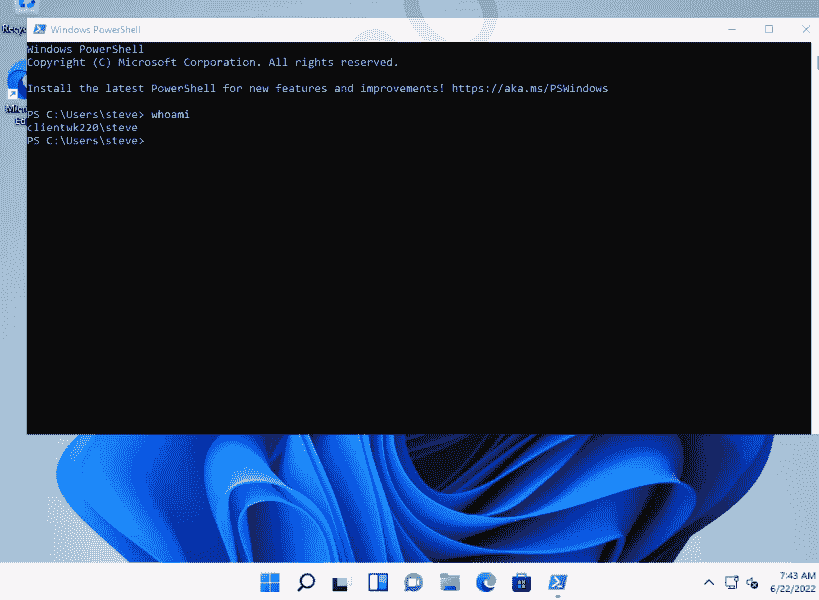 Windows PowerShell
Windows PowerShell
Copyright (C) Microsoft Corporation. All rights reserved.
Install the latest PowerShell for new features and improvements! https://aka.ms/PSWindows
PS C:\Users\steve> whoami
clientwk220\steve
PS C:\Users\steve>
7:43 AM
6/22/2022